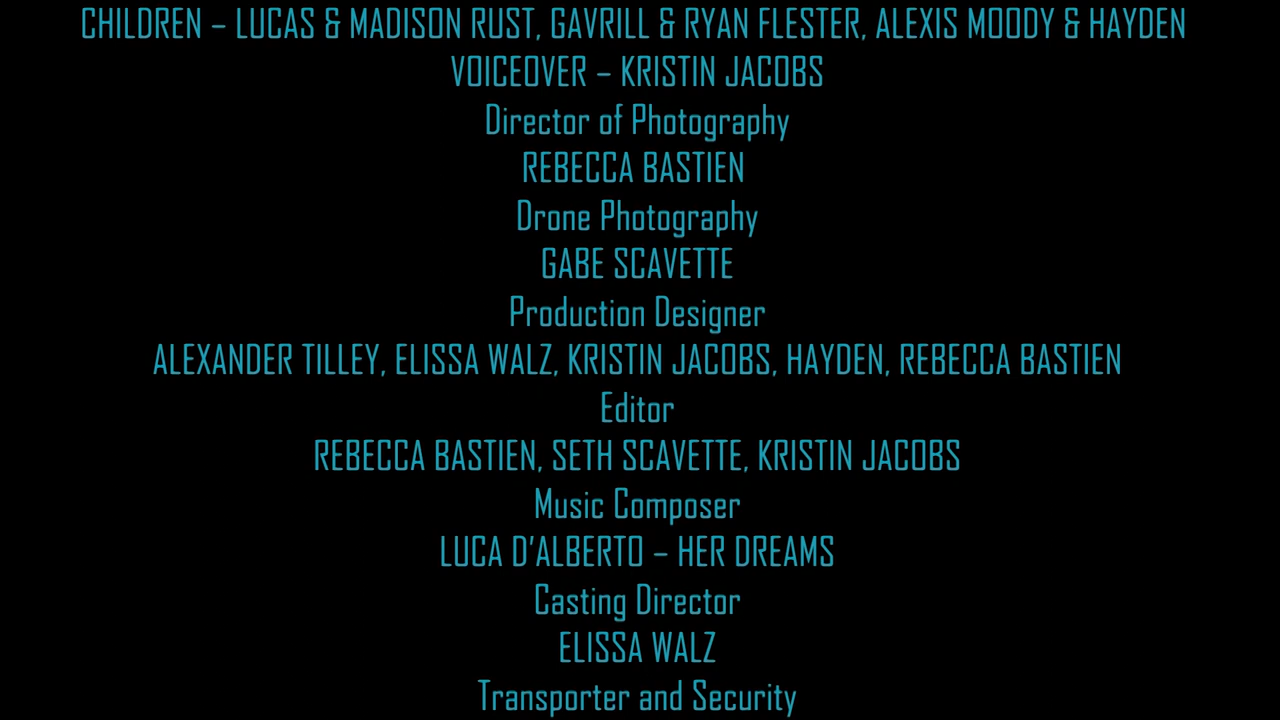 CHILDREN – LUCAS & MADISON RUST, GAVRILL & RYAN FLESTER, ALEXIS MOODY & HAYDEN
VOICEOVER – KRISTIN JACOBS
Director of Photography
REBECCA BASTIEN
Drone Photography
GABE SCAVETTE
Production Designer
ALEXANDER TILLEY, ELISSA WALZ, KRISTIN JACOBS, HAYDEN, REBECCA BASTIEN
Editor
REBECCA BASTIEN, SETH SCAVETTE, KRISTIN JACOBS
Music Composer
LUCA D'ALBERTO – HER DREAMS
Casting Director
ELISSA WALZ
Transporter and Security